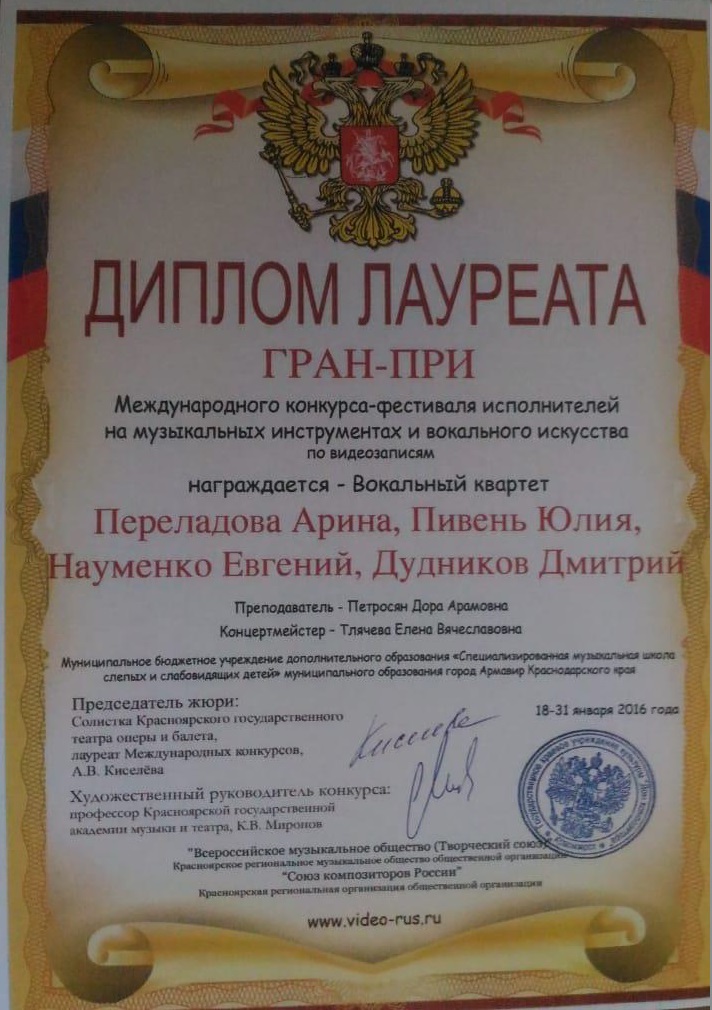 ДИПЛОМ ЛАУРЕАТА
ГРАН-ПРИ
Международного конкурса-фестиваля исполнителей
на музыкальных инструментах и вокального искусства
по видеозаписям
награждается - Вокальный квартет
Переладова Арина, Пивень Юлия,
Науменко Евгений, Дудников Дмитрий
Преподаватель - Петросян Дора Арамовна
Концертмейстер - Тлячева Елена Вячеславовна
Муниципальное бюджетное учреждение дополнительного образования «Специализированная музыкальная школа
слепых и слабовидящих детей» муниципального образования город Армавир Краснодарского края
18-31 января 2016 года
Председатель жюри:
Солистка Красноярского государственного
театра оперы и балета,
лауреат Международных конкурсов,
А.В. Киселёва
Киселева
Художественный руководитель конкурса:
профессор Красноярской государственной
академии музыки и театра, К.В. Миронов
"Всероссийское музыкальное общество (Творческий союз)"
Красноярское региональное музыкальное общество общественной организации
"Союз композиторов России"
Красноярская региональная организация общественной организации
www.video-rus.ru